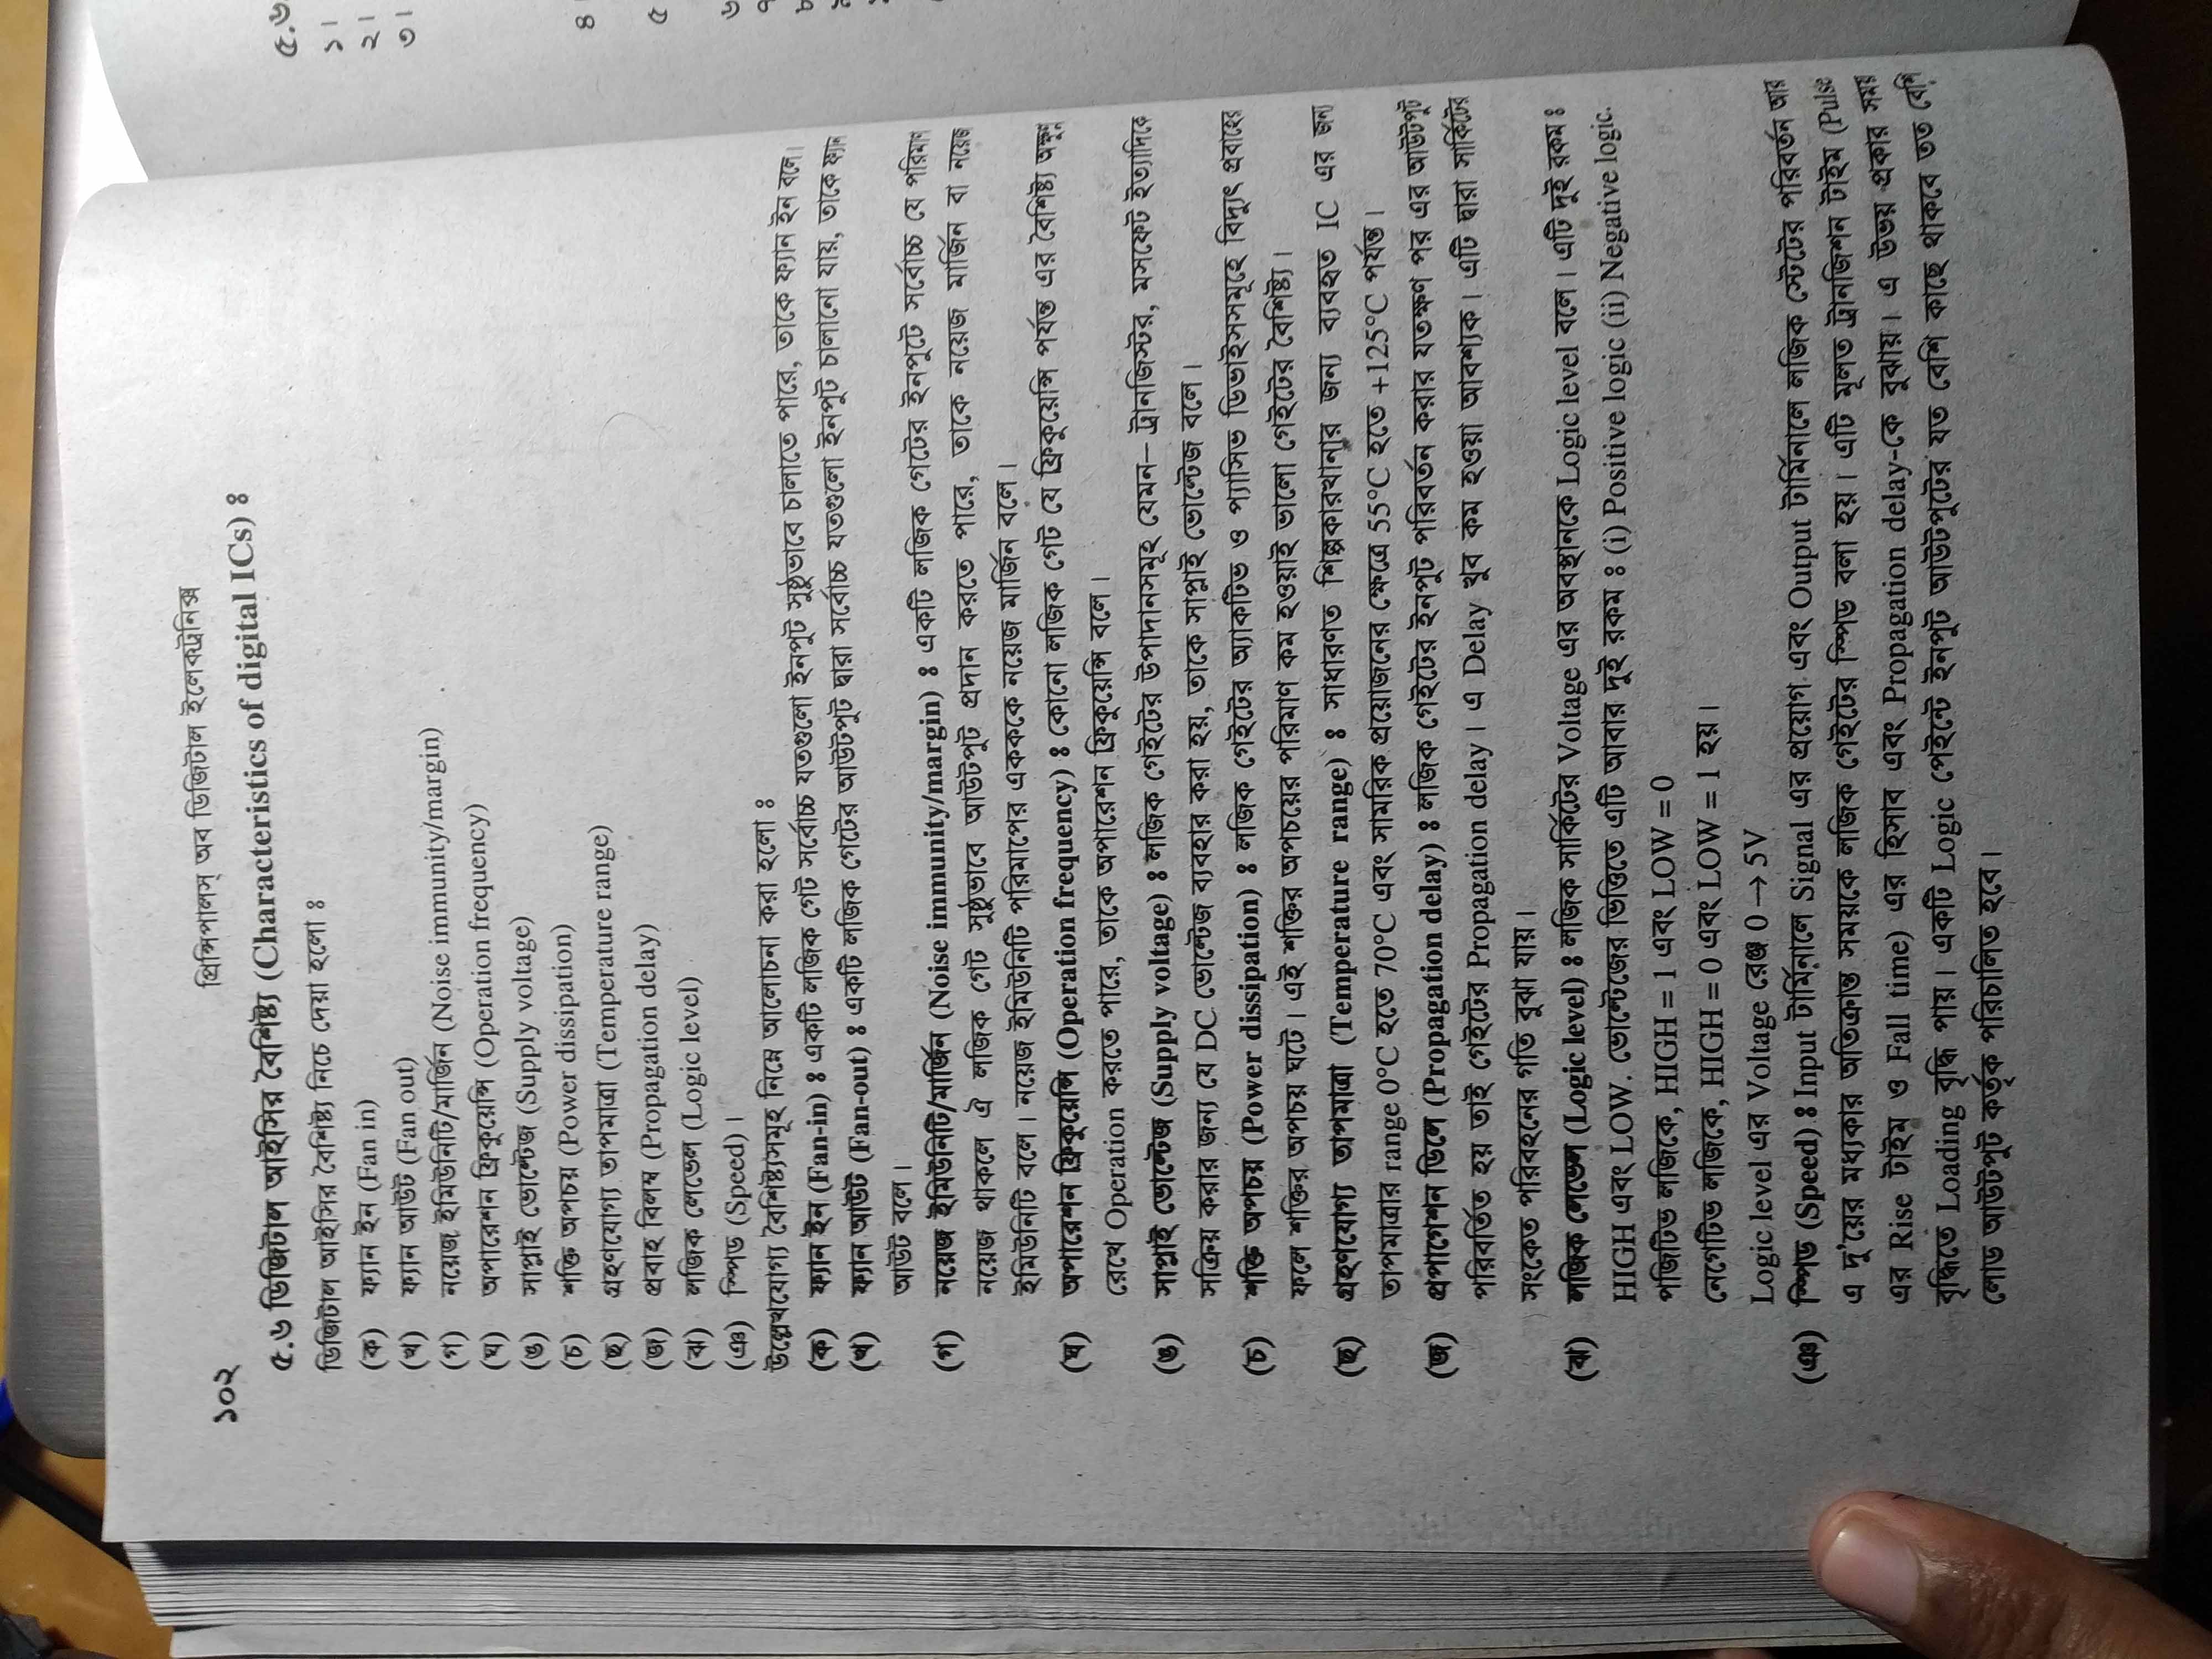 ১০২
প্রিন্সিপালস্ অব ডিজিটাল ইলেকট্রনিক্স
৫.৬ ডিজিটাল আইসির বৈশিষ্ট্য (Characteristics of digital ICs) ঃ
ডিজিটাল আইসির বৈশিষ্ট্য নিচে দেয়া হলো ঃ
(ক) ফ্যান ইন (Fan in)
(খ) ফ্যান আউট (Fan out)
(গ) নয়েজ ইমিউনিটি/মার্জিন (Noise immunity/margin)
(ঘ) অপারেশন ফ্রিকুয়েন্সি (Operation frequency)
(ঙ) সাপ্লাই ভোল্টেজ (Supply voltage)
(চ) শক্তি অপচয় (Power dissipation)
(ছ) গ্রহণযোগ্য তাপমাত্রা (Temperature range)
(জ) প্রবাহ বিলম্ব (Propagation delay)
(ঝ) লজিক লেভেল (Logic level)
(ঞ) স্পিড (Speed)।
উল্লেখযোগ্য বৈশিষ্ট্যসমূহ নিম্নে আলোচনা করা হলো ঃ
(ক) ফ্যান ইন (Fan-in) ঃ একটি লজিক গেট সর্বোচ্চ যতগুলো ইনপুট সুষ্ঠুভাবে চালাতে পারে, তাকে ফ্যান ইন বলে।
(খ) ফ্যান আউট (Fan-out) ঃ একটি লজিক গেটের আউটপুট দ্বারা সর্বোচ্চ যতগুলো ইনপুট চালানো যায়, তাকে ফ্যান
আউট বলে।
(গ) নয়েজ ইমিউনিটি/মার্জিন (Noise immunity/margin) ঃ একটি লজিক গেটের ইনপুটে সর্বোচ্চ যে পরিমাণ
নয়েজ থাকলে ঐ লজিক গেট সুষ্ঠুভাবে আউটপুট প্রদান করতে পারে, তাকে নয়েজ মার্জিন বা নয়েজ
ইমিউনিটি বলে। নয়েজ ইমিউনিটি পরিমাপের একককে নয়েজ মার্জিন বলে।
(ঘ) অপারেশন ফ্রিকুয়েন্সি (Operation frequency) ঃ কোনো লজিক গেট যে ফ্রিকুয়েন্সি পর্যন্ত এর বৈশিষ্ট্য অক্ষুণ্ণ
রেখে Operation করতে পারে, তাকে অপারেশন ফ্রিকুয়েন্সি বলে।
(ঙ) সাপ্লাই ভোল্টেজ (Supply voltage) ঃ লজিক গেইটের উপাদানসমূহ যেমন– ট্রানজিস্টর, মসফেট ইত্যাদিকে
সক্রিয় করার জন্য যে DC ভোল্টেজ ব্যবহার করা হয়, তাকে সাপ্লাই ভোল্টেজ বলে।
(চ) শক্তি অপচয় (Power dissipation) ঃ লজিক গেইটের অ্যাকটিভ ও প্যাসিভ ডিভাইসসমূহে বিদ্যুৎ প্রবাহের
ফলে শক্তির অপচয় ঘটে। এই শক্তির অপচয়ের পরিমাণ কম হওয়াই ভালো গেইটের বৈশিষ্ট্য।
(ছ) গ্রহণযোগ্য তাপমাত্রা (Temperature range) ঃ সাধারণত শিল্পকারখানার জন্য ব্যবহৃত IC এর জন্য
তাপমাত্রার range 0°C হতে 70°C এবং সামরিক প্রয়োজনের ক্ষেত্রে 55°C হতে +125°C পর্যন্ত।
(জ) প্রপাগেশন ডিলে (Propagation delay) ঃ লজিক গেইটের ইনপুট পরিবর্তন করার যতক্ষণ পর এর আউটপুট
পরিবর্তিত হয় তাই গেইটের Propagation delay। এ Delay খুব কম হওয়া আবশ্যক। এটি দ্বারা সার্কিটের
সংকেত পরিবহনের গতি বুঝা যায়।
(ঝ) লজিক লেভেল (Logic level) ঃ লজিক সার্কিটের Voltage এর অবস্থানকে Logic level বলে। এটি দুই রকম ঃ
HIGH এবং LOW. ভোল্টেজের ভিত্তিতে এটি আবার দুই রকম ঃ (i) Positive logic (ii) Negative logic.
পজিটিভ লজিকে, HIGH = 1 এবং LOW = 0
নেগেটিভ লজিকে, HIGH = 0 এবং LOW = 1 হয়।
Logic level এর Voltage রেঞ্জ 0 → 5V
(ঞ) স্পিড (Speed) ঃ Input টার্মিনালে Signal এর প্রয়োগ এবং Output টার্মিনালে লজিক স্টেটের পরিবর্তন আর
এ দু'য়ের মধ্যকার অতিক্রান্ত সময়কে লজিক গেইটের স্পিড বলা হয়। এটি মূলত ট্রানজিশন টাইম (Pulse
এর Rise টাইম ও Fall time) এর হিসাব এবং Propagation delay-কে বুঝায়। এ উভয় প্রকার সময়
বৃদ্ধিতে Loading বৃদ্ধি পায়। একটি Logic পেইন্টে ইনপুট আউটপুটের যত বেশি কাছে থাকবে তত বেশি
লোড আউটপুট কর্তৃক পরিচালিত হবে।
৫.৬
১।
২।
৩।
৪
৫
৬